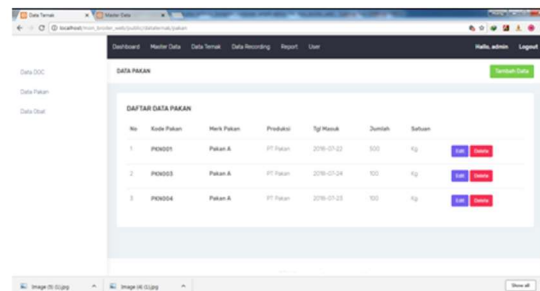 Data Ternak
Master Data
localhost/mvm_broiler_web/public/dataternak/pakan
Dashboard Master Data Data Ternak Data Recording Report User Hallo, admin Logout
Data DOC
Data Pakan
Data Obat
DATA PAKAN
Tambah Data
DAFTAR DATA PAKAN
No Kode Pakan Merk Pakan Produksi Tgl Masuk Jumlah Satuan
1 PKN001 Pakan A PT Pakan 2018-07-22 500 Kg Edit Delete
2 PKN003 Pakan A PT Pakan 2018-07-24 100 Kg Edit Delete
3 PKN004 Pakan A PT Pakan 2018-07-23 100 Kg Edit Delete
Image (5) (1).jpg
Image (4) (1).jpg
Show all